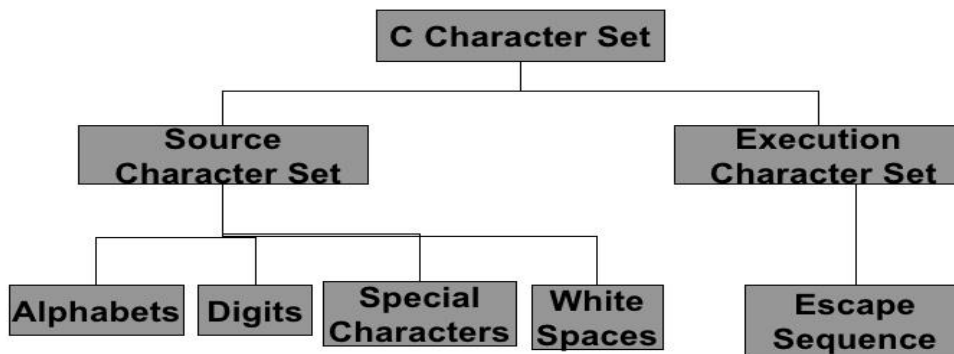 C Character Set
Source
Character Set
Execution
Character Set
Alphabets
Digits
Special
Characters
White
Spaces
Escape
Sequence